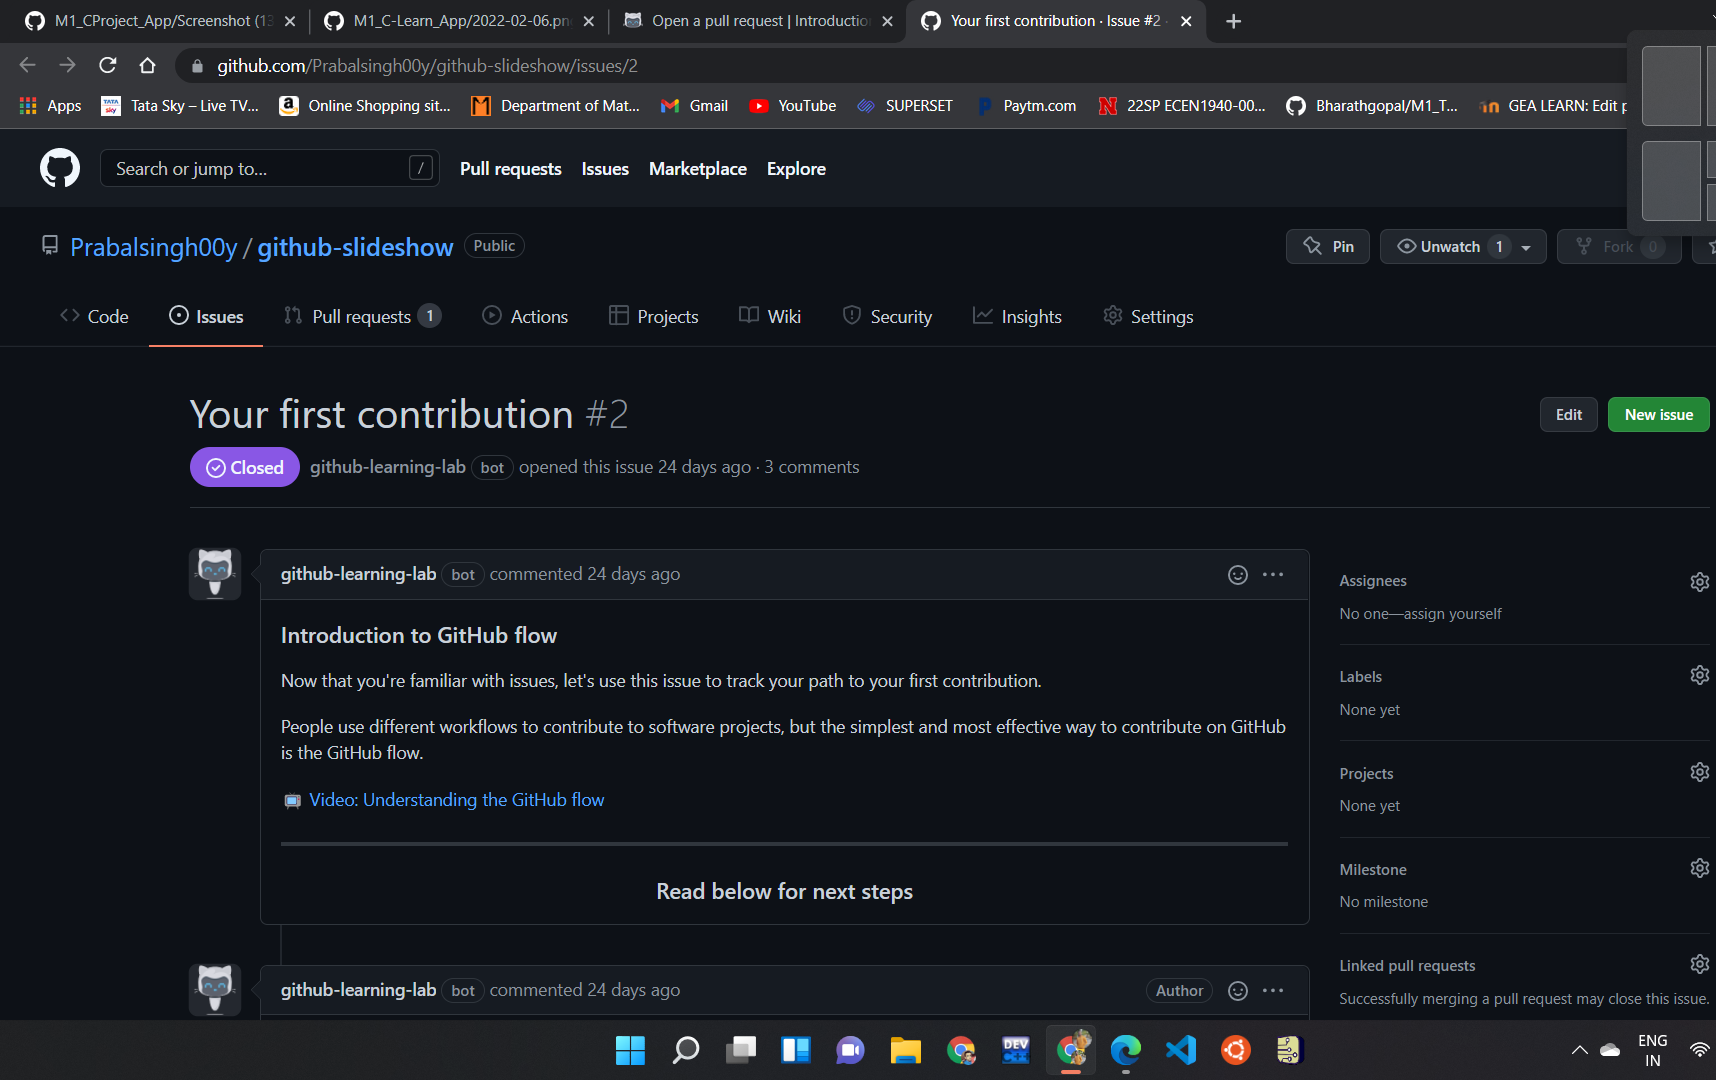 M1_CProject_App/Screenshot (13
M1_C-Learn_App/2022-02-06.pn
Open a pull request | Introductio
Your first contribution · Issue #2
github.com/Prabalsingh00y/github-slideshow/issues/2
Apps
TATA sky
Tata Sky – Live TV...
Online Shopping sit...
Department of Mat...
Gmail
YouTube
SUPERSET
Paytm.com
22SP ECEN1940-00...
Bharathgopal/M1_T...
GEA LEARN: Edit p
Search or jump to...
/
Pull requests
Issues
Marketplace
Explore
Prabalsingh00y / github-slideshow
Public
Pin
Unwatch 1
Fork 0
Code
Issues
Pull requests 1
Actions
Projects
Wiki
Security
Insights
Settings
Your first contribution #2
Edit
New issue
Closed
github-learning-lab bot opened this issue 24 days ago · 3 comments
github-learning-lab bot commented 24 days ago
Introduction to GitHub flow
Now that you're familiar with issues, let's use this issue to track your path to your first contribution.
People use different workflows to contribute to software projects, but the simplest and most effective way to contribute on GitHub
is the GitHub flow.
Video: Understanding the GitHub flow
Read below for next steps
Assignees
No one—assign yourself
Labels
None yet
Projects
None yet
Milestone
No milestone
Linked pull requests
Successfully merging a pull request may close this issue.
github-learning-lab bot commented 24 days ago
Author
DEV
ENG
IN